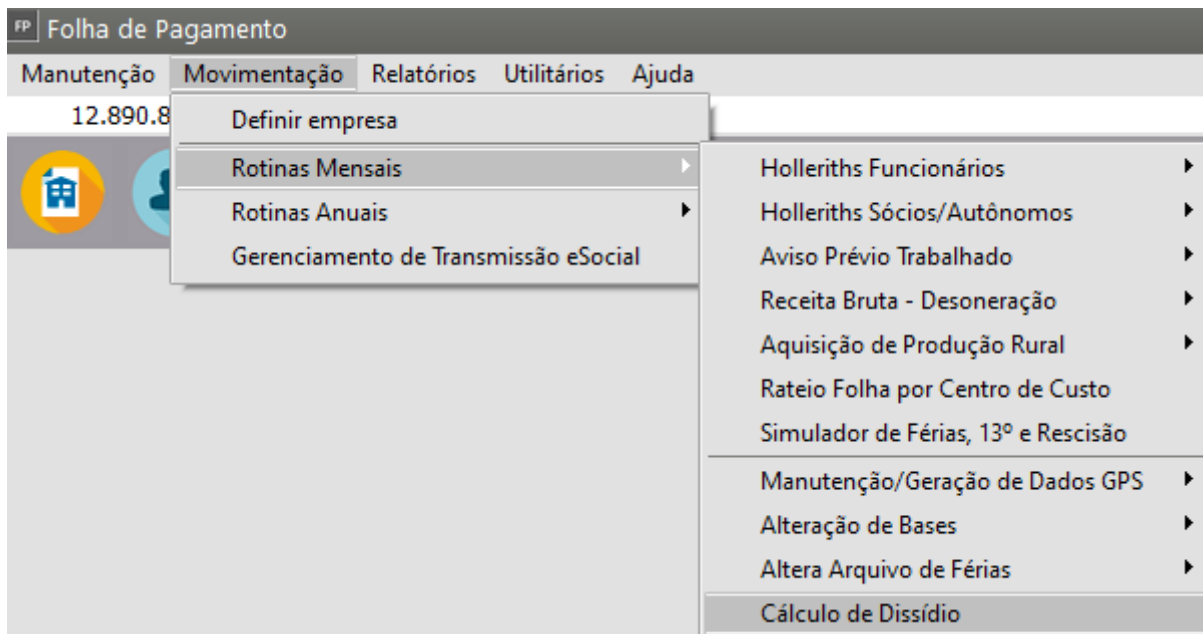 FP Folha de Pagamento
Manutenção Movimentação Relatórios Utilitários Ajuda
12.890.8
Definir empresa
Rotinas Mensais
Rotinas Anuais
Gerenciamento de Transmissão eSocial
Holleriths Funcionários
Holleriths Sócios/Autônomos
Aviso Prévio Trabalhado
Receita Bruta - Desoneração
Aquisição de Produção Rural
Rateio Folha por Centro de Custo
Simulador de Férias, 13º e Rescisão
Manutenção/Geração de Dados GPS
Alteração de Bases
Altera Arquivo de Férias
Cálculo de Dissídio